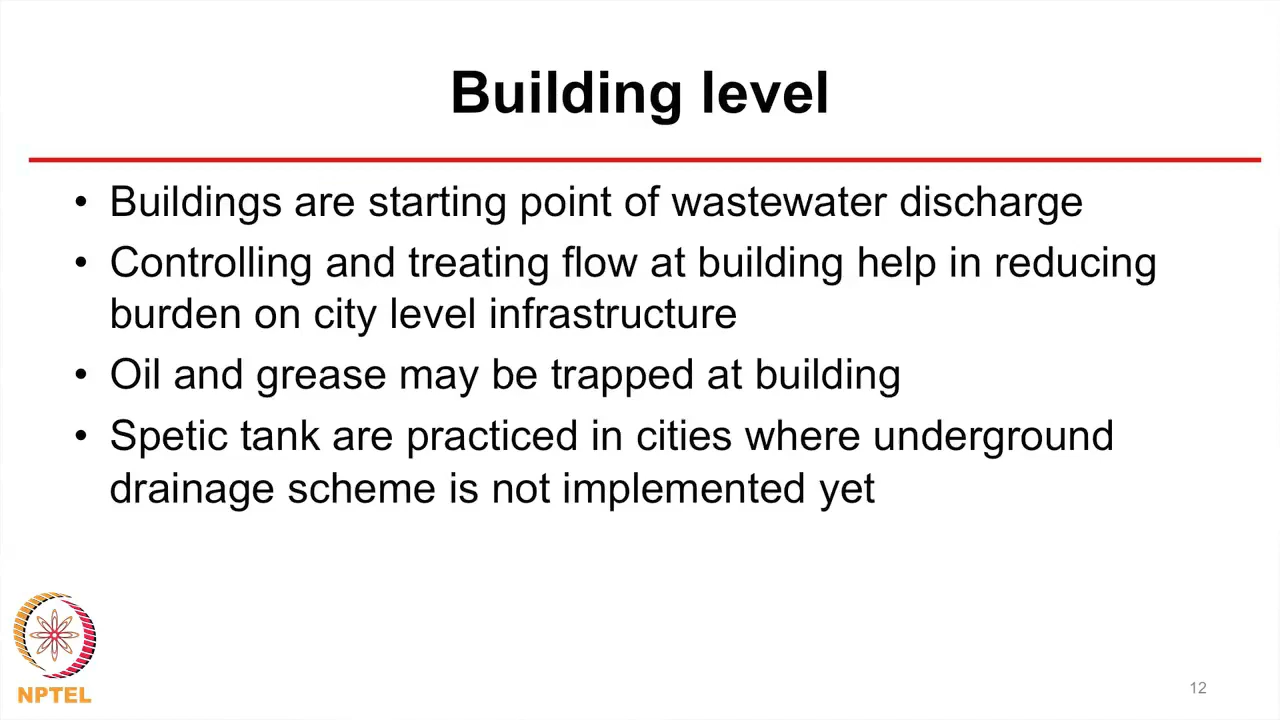 Building level
• Buildings are starting point of wastewater discharge
• Controlling and treating flow at building help in reducing
burden on city level infrastructure
• Oil and grease may be trapped at building
• Spetic tank are practiced in cities where underground
drainage scheme is not implemented yet
NPTEL
12